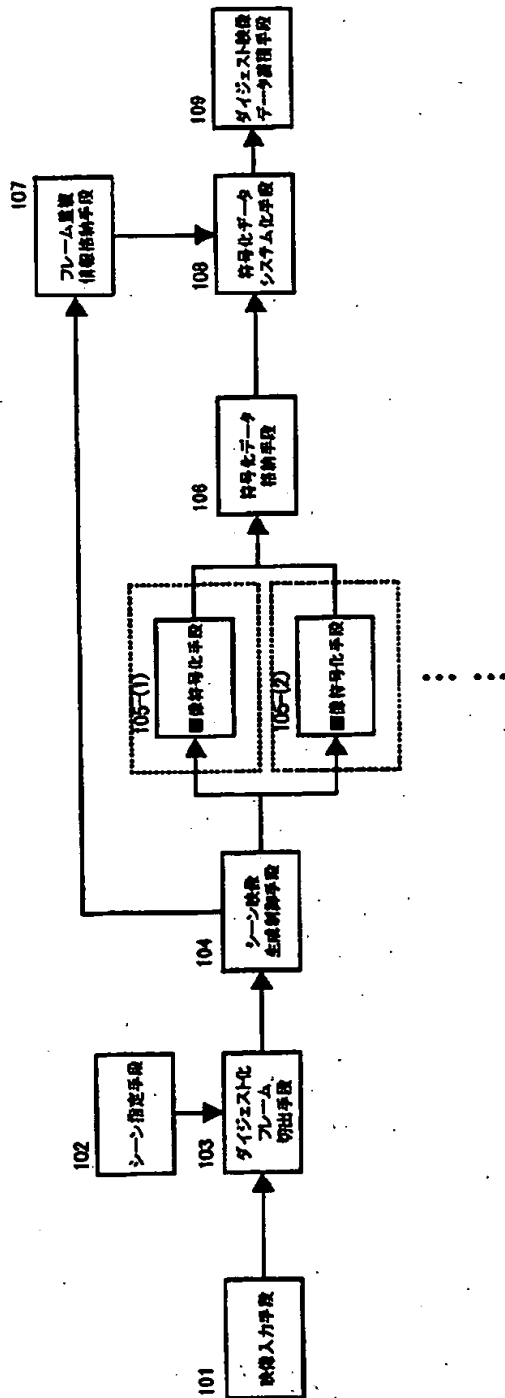 101
映像入力手段
102
シーン指定手段
103
ダイジェスト化
フレーム
切出手段
104
シーン映像
生成制御手段
105-(1)
画像符号化手段
105-(2)
画像符号化手段
106
符号化データ
格納手段
107
フレーム重複
情報格納手段
108
符号化データ
システム化手段
109
ダイジェスト映像
データ蓄積手段